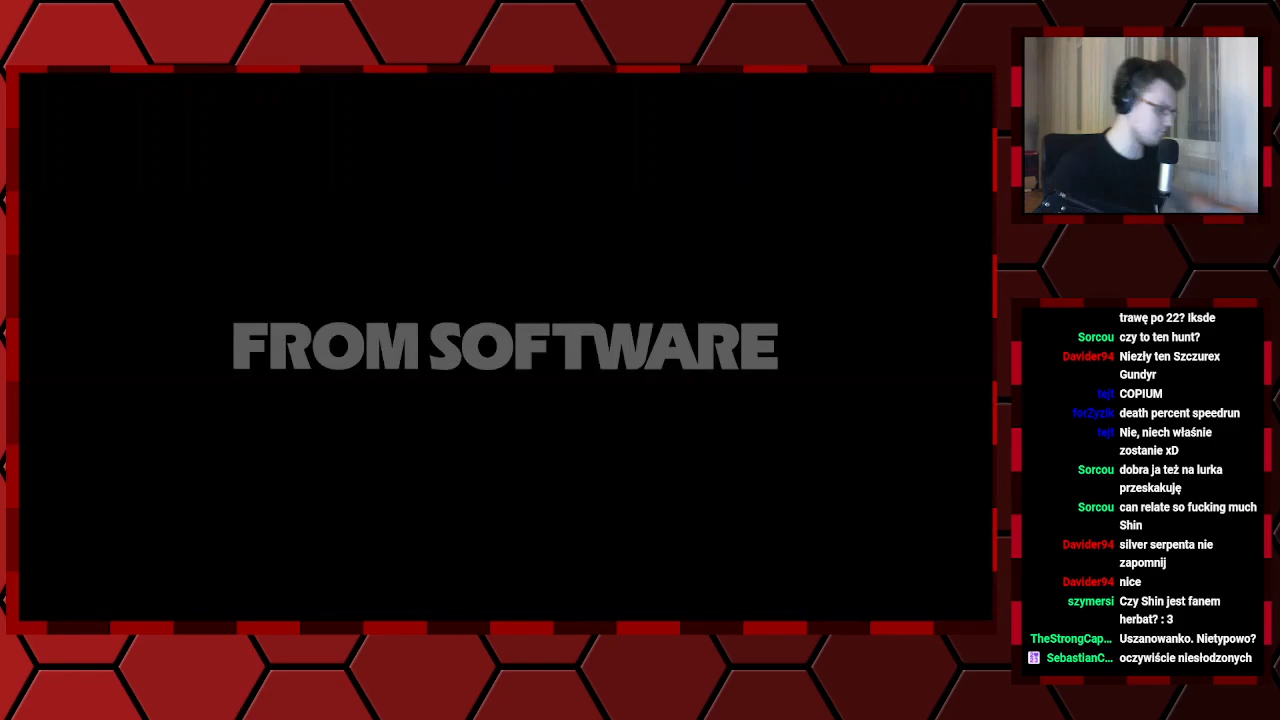 FROM SOFTWARE
trawę po 22? Iksde
Sorcou czy to ten hunt?
Davider94 Niezły ten Szczurex
Gundyr
tejt COPIUM
forZyzik death percent speedrun
tejt Nie, niech właśnie
zostanie xD
Sorcou dobra ja też na lurka
przeskakuję
Sorcou can relate so fucking much
Shin
Davider94 silver serpenta nie
zapomnij
Davider94 nice
szymersi Czy Shin jest fanem
herbat? : 3
TheStrongCap... Uszanowanko. Nietypowo?
SebastianC... oczywiście niesłodzonych